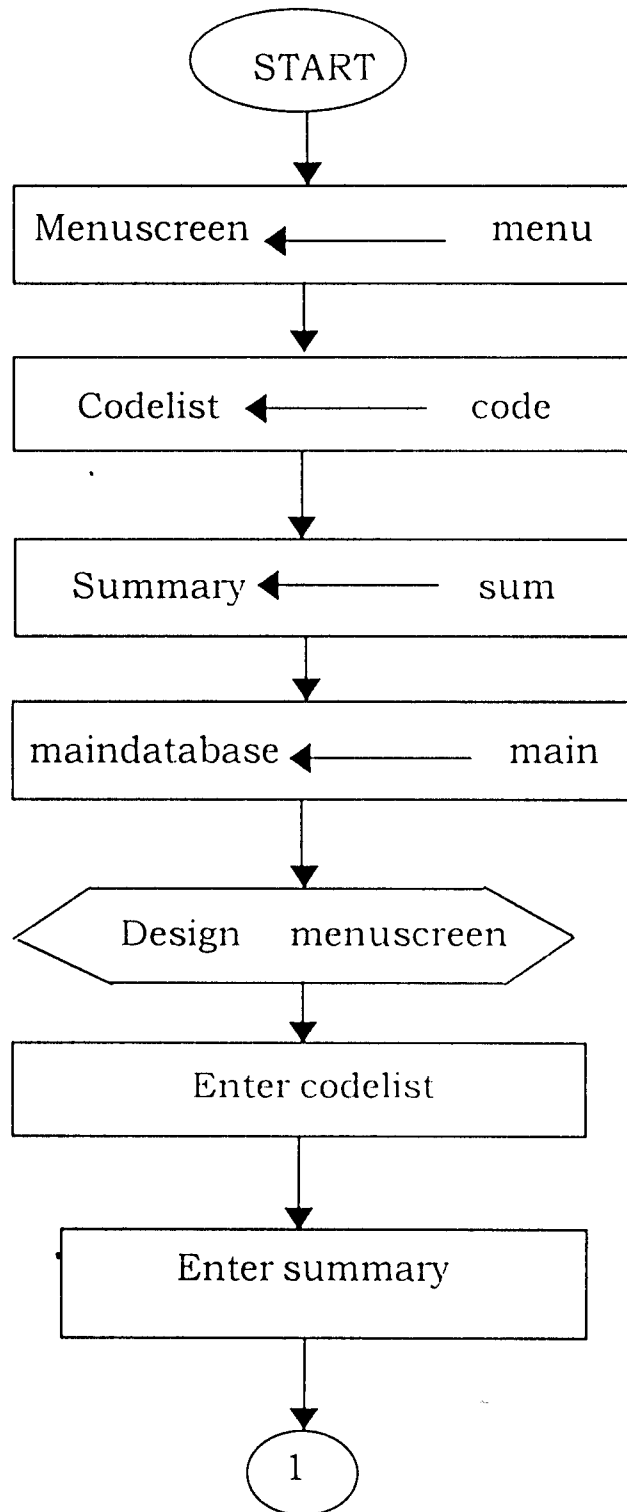 START
Menuscreen menu
Codelist code
Summary sum
maindatabase main
Design menuscreen
Enter codelist
Enter summary
1